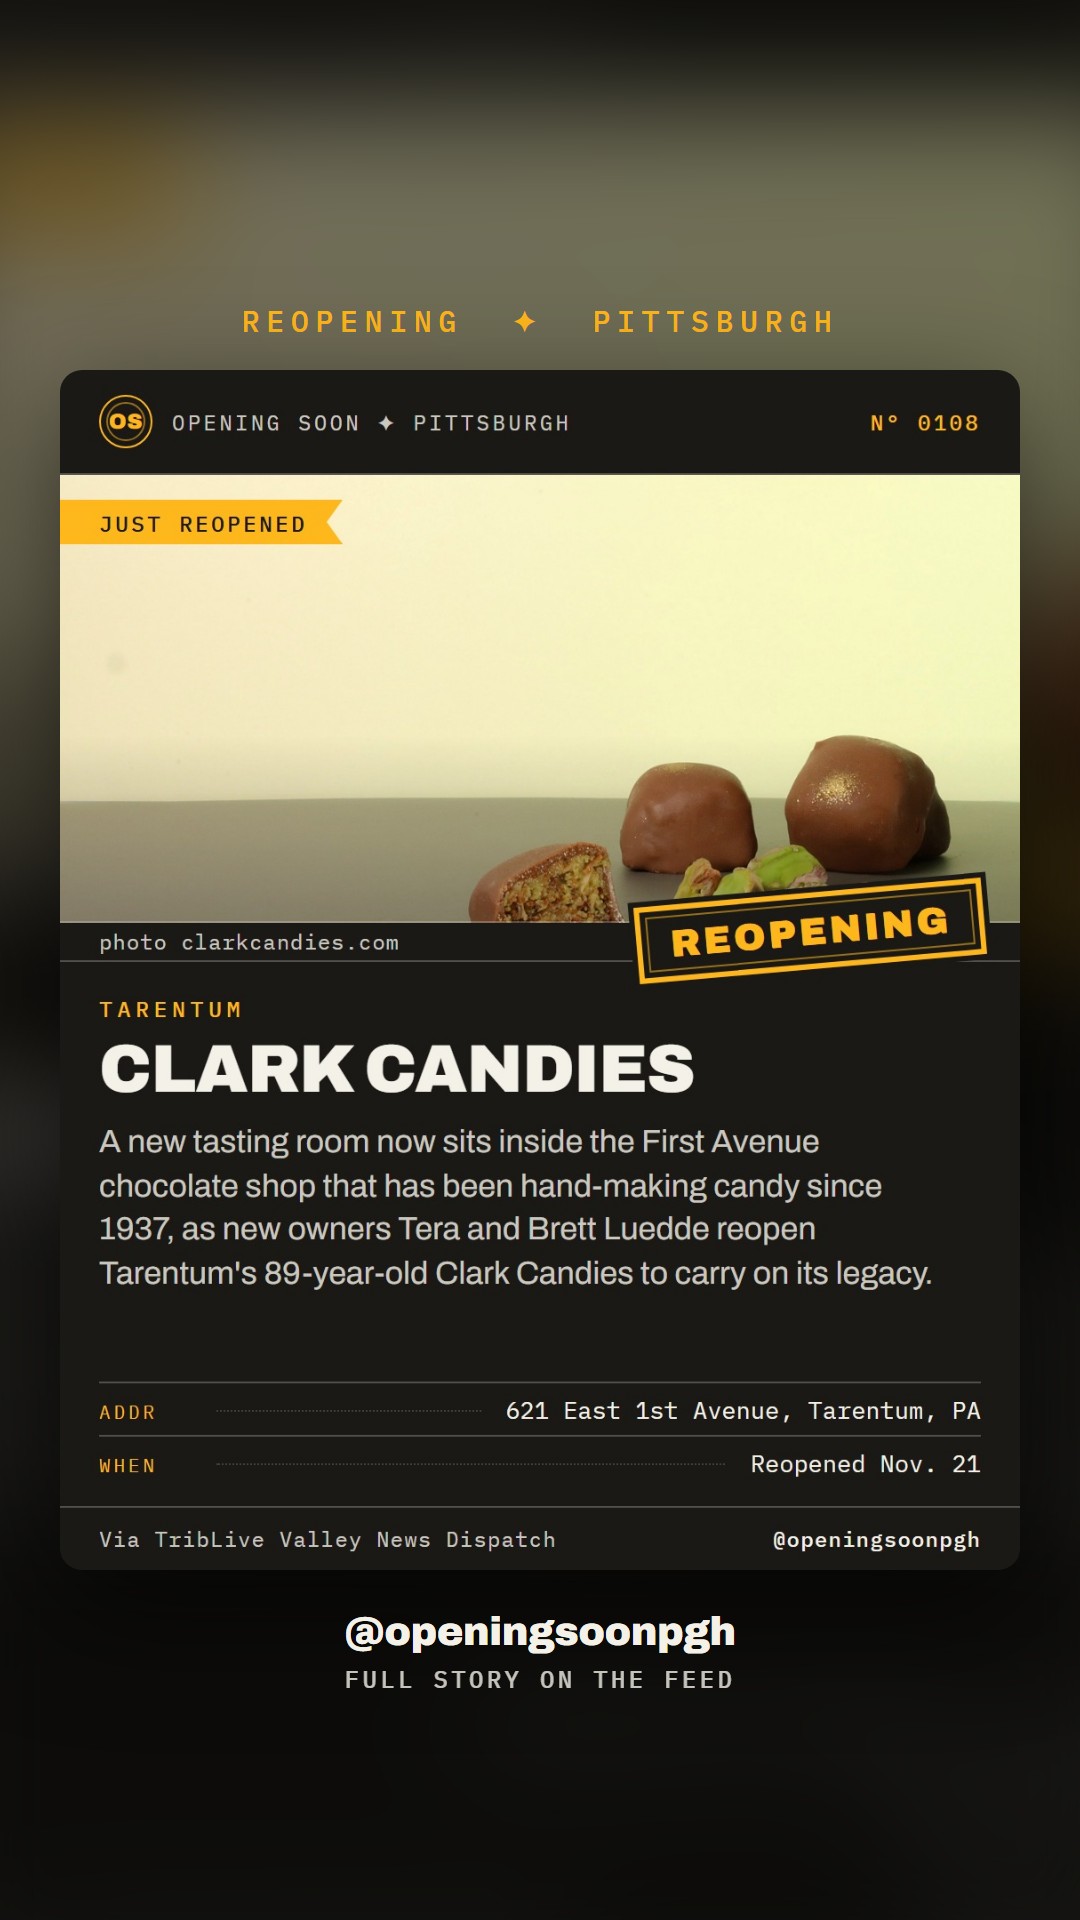 REOPENING ✦ PITTSBURGH
OS OPENING SOON ✦ PITTSBURGH N° 0108
JUST REOPENED
photo clarkcandies.com
REOPENING
TARENTUM
CLARK CANDIES
A new tasting room now sits inside the First Avenue
chocolate shop that has been hand-making candy since
1937, as new owners Tera and Brett Luedde reopen
Tarentum's 89-year-old Clark Candies to carry on its legacy.
ADDR 621 East 1st Avenue, Tarentum, PA
WHEN Reopened Nov. 21
Via TribLive Valley News Dispatch @openingsoonpgh
@openingsoonpgh
FULL STORY ON THE FEED